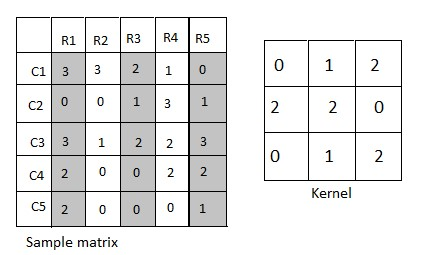 R1 R2 R3 R4 R5
C1 3 3 2 1 0
C2 0 0 1 3 1
C3 3 1 2 2 3
C4 2 0 0 2 2
C5 2 0 0 0 1
Sample matrix
0 1 2
2 2 0
0 1 2
Kernel